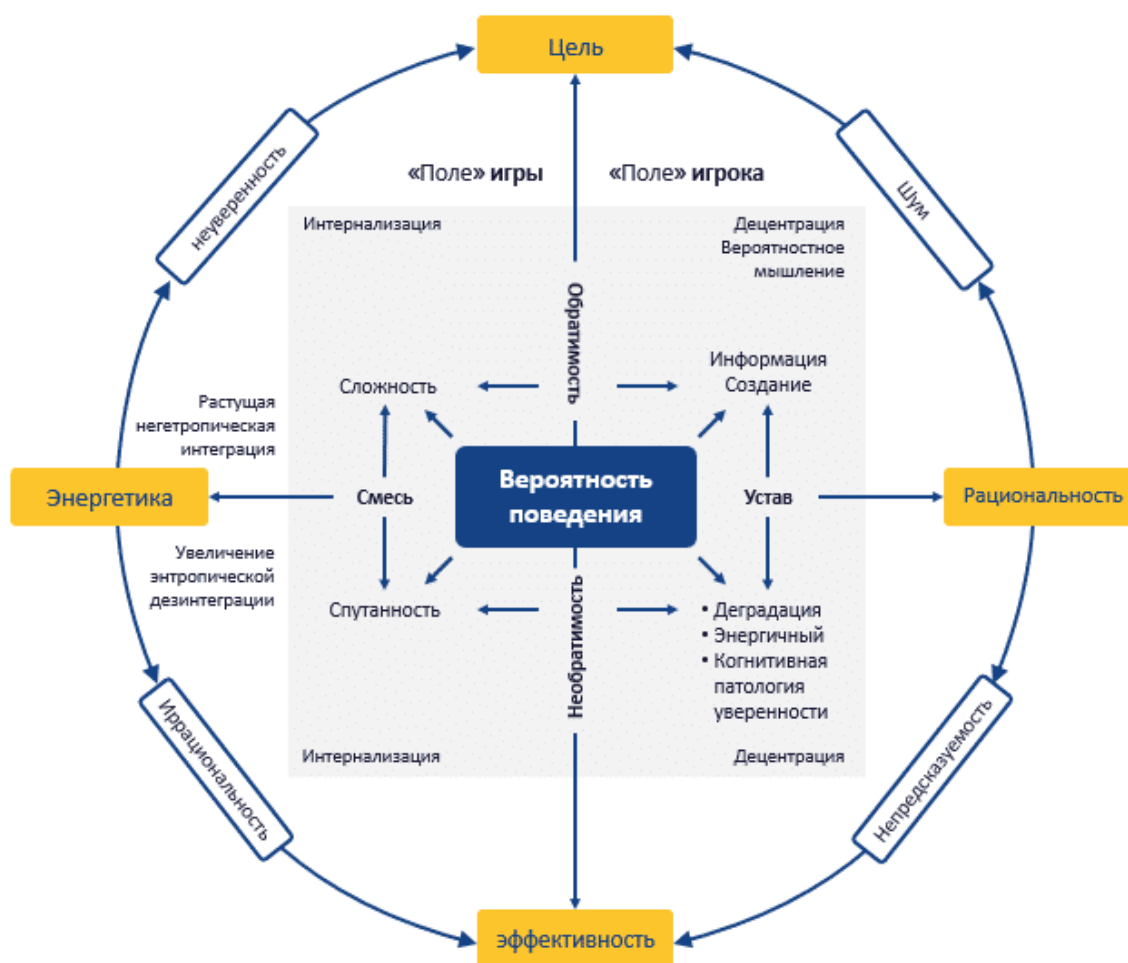 Цель
неуверенность
Шум
«Поле» игры
«Поле» игрока
Интернализация
Децентрация
Вероятностное
мышление
Обратимость
Сложность
Информация
Создание
Растущая
негетропическая
интеграция
Энергетика
Смесь
Вероятность
поведения
Устав
Рациональность
Увеличение
энтропической
дезинтеграции
Спутанность
Необратимость
• Деградация
• Энергичный
• Когнитивная
патология
уверенности
Интернализация
Децентрация
Иррациональность
Непредсказуемость
эффективность